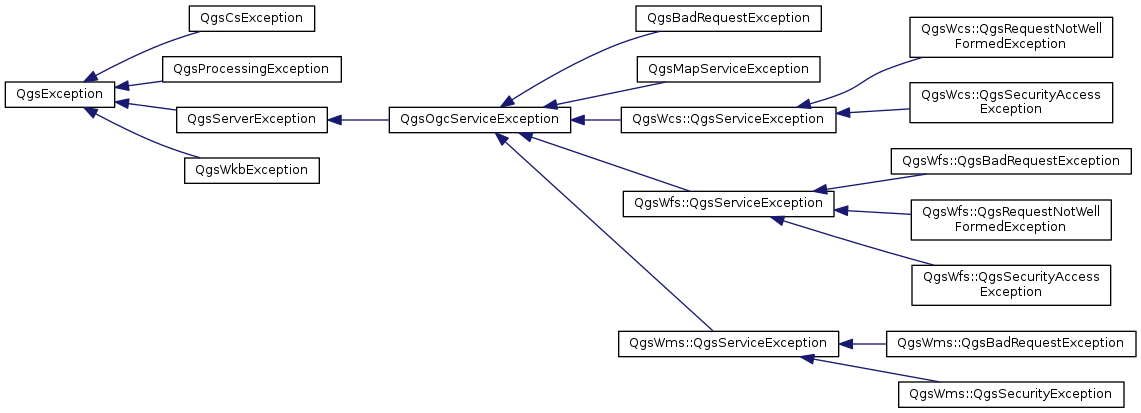 QgsException
QgsCsException
QgsProcessingException
QgsServerException
QgsWkbException
QgsOgcServiceException
QgsBadRequestException
QgsMapServiceException
QgsWcs::QgsServiceException
QgsWfs::QgsServiceException
QgsWms::QgsServiceException
QgsWcs::QgsRequestNotWell
FormedException
QgsWcs::QgsSecurityAccess
Exception
QgsWfs::QgsBadRequestException
QgsWfs::QgsRequestNotWell
FormedException
QgsWfs::QgsSecurityAccess
Exception
QgsWms::QgsBadRequestException
QgsWms::QgsSecurityException